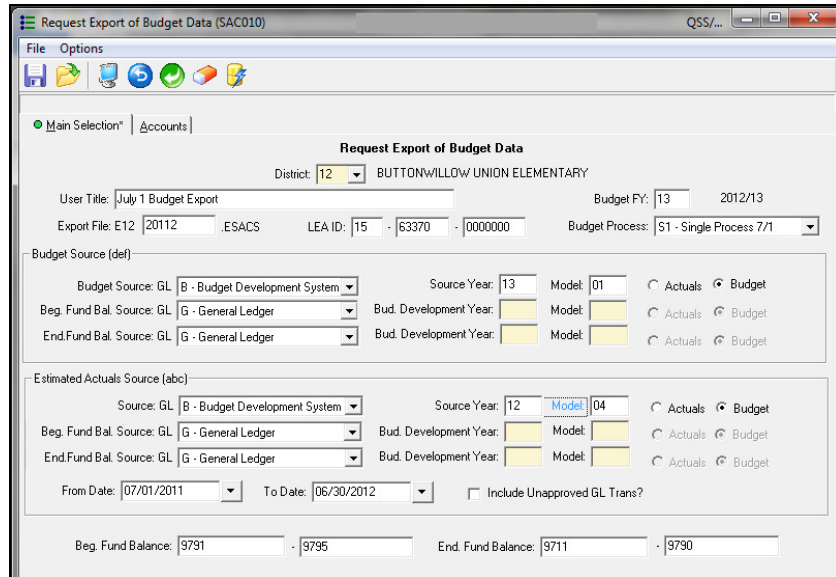 Request Export of Budget Data (SAC010) QSS/...
File Options
Main Selection* Accounts
Request Export of Budget Data
District: 12 BUTTONWILLOW UNION ELEMENTARY
User Title: July 1 Budget Export Budget FY: 13 2012/13
Export File: E12 20112 .ESACS LEA ID: 15 - 63370 - 0000000 Budget Process: S1 - Single Process 7/1
Budget Source (def)
Budget Source: GL B - Budget Development System Source Year: 13 Model: 01 Actuals Budget
Beg. Fund Bal. Source: GL G - General Ledger Bud. Development Year: Model: Actuals Budget
End.Fund Bal. Source: GL G - General Ledger Bud. Development Year: Model: Actuals Budget
Estimated Actuals Source (abc)
Source: GL B - Budget Development System Source Year: 12 Model: 04 Actuals Budget
Beg. Fund Bal. Source: GL G - General Ledger Bud. Development Year: Model: Actuals Budget
End.Fund Bal. Source: GL G - General Ledger Bud. Development Year: Model: Actuals Budget
From Date: 07/01/2011 To Date: 06/30/2012 Include Unapproved GL Trans?
Beg. Fund Balance: 9791 - 9795 End. Fund Balance: 9711 - 9790